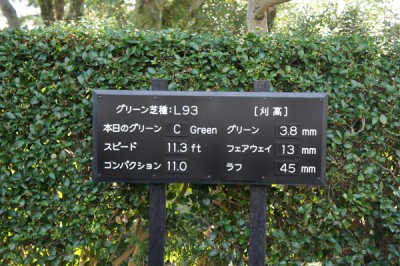 グリーン芝種：L93 [刈高]
本日のグリーン C Green グリーン 3.8 mm
スピード 11.3 ft フェアウェイ 13 mm
コンパクション 11.0 ラフ 45 mm